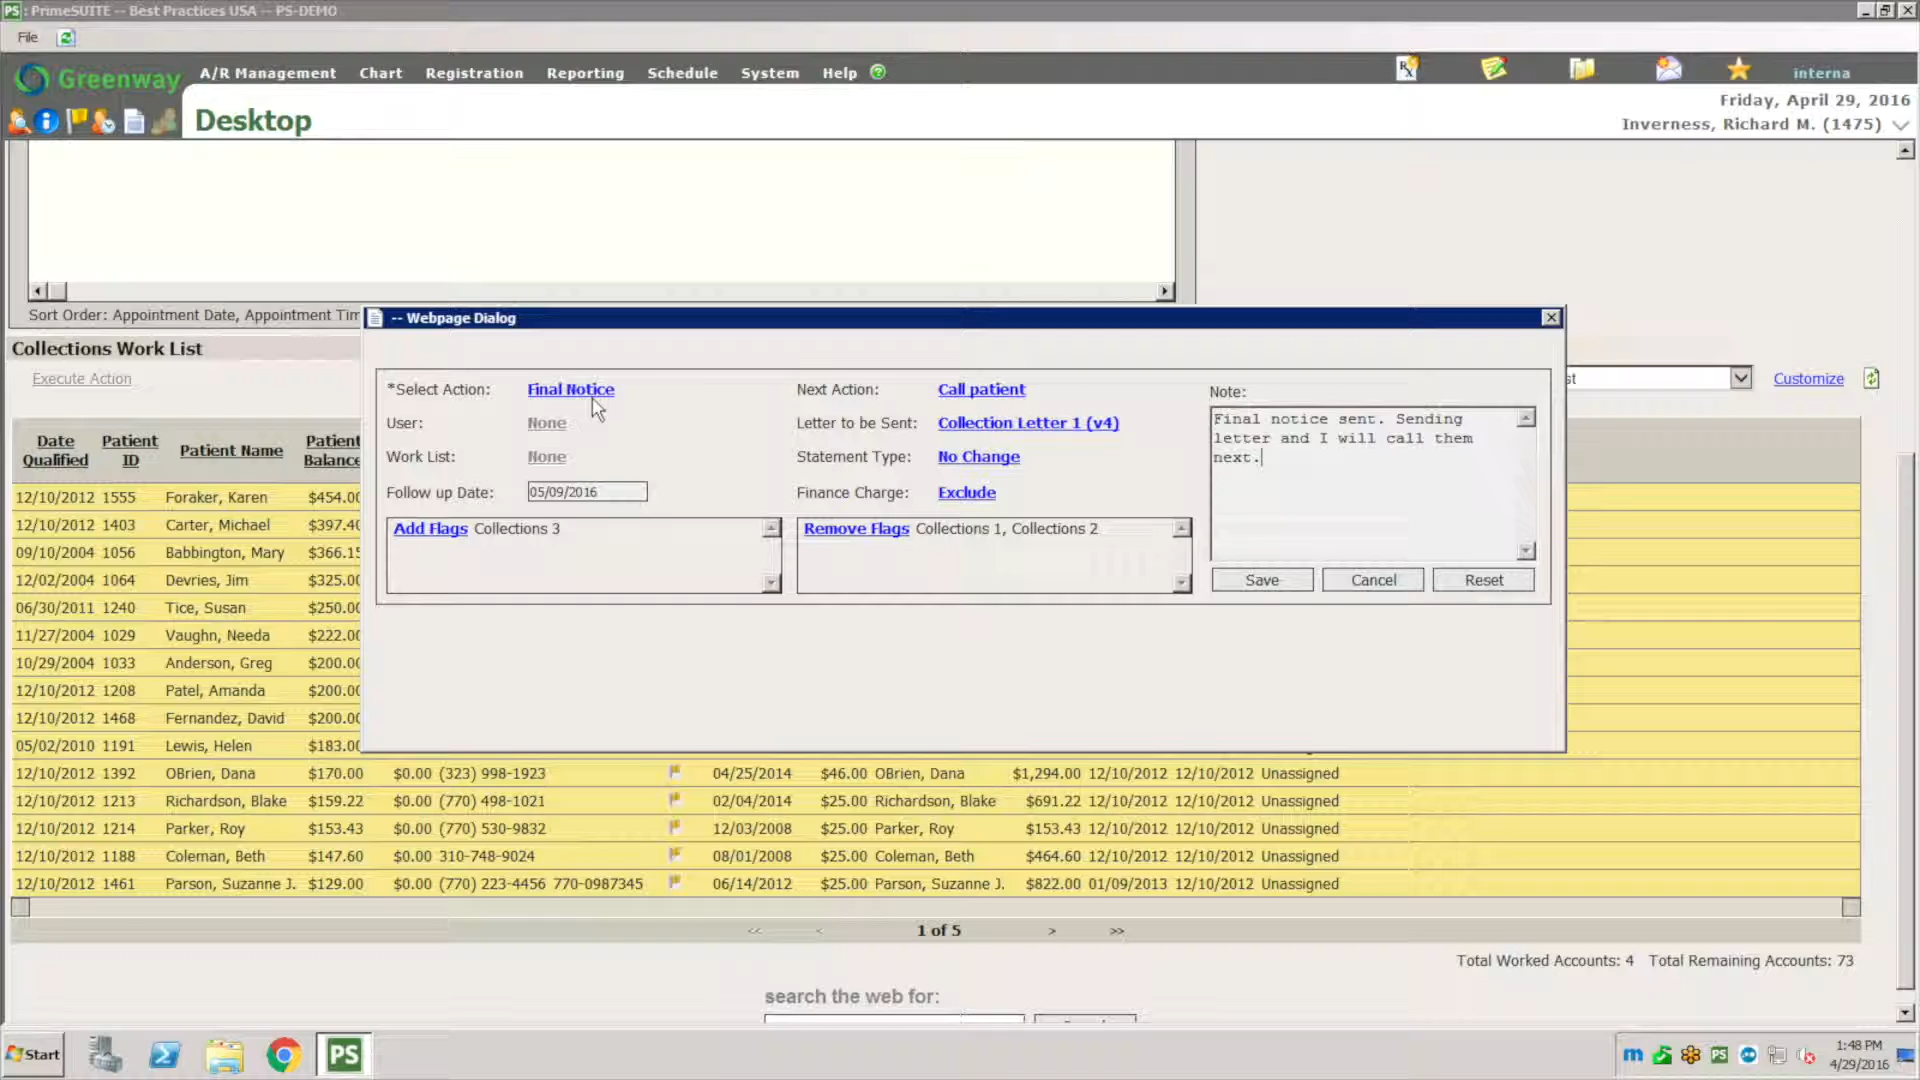 PS : PrimeSUITE -- Best Practices USA -- PS-DEMO
File
Greenway A/R Management Chart Registration Reporting Schedule System Help interna
Friday, April 29, 2016
Desktop
Inverness, Richard M. (1475)
Sort Order: Appointment Date, Appointment Tim
-- Webpage Dialog
Collections Work List
Execute Action
st
Customize
*Select Action: Final Notice
Next Action: Call patient
Note:
User: None
Letter to be Sent: Collection Letter 1 (v4)
Work List: None
Statement Type: No Change
Follow up Date: 05/09/2016
Finance Charge: Exclude
Final notice sent. Sending
letter and I will call them
next.
Add Flags Collections 3
Remove Flags Collections 1, Collections 2
Save Cancel Reset
Date Qualified Patient ID Patient Name Patient Balance
12/10/2012 1555 Foraker, Karen $454.00
12/10/2012 1403 Carter, Michael $397.40
09/10/2004 1056 Babbington, Mary $366.15
12/02/2004 1064 Devries, Jim $325.00
06/30/2011 1240 Tice, Susan $250.00
11/27/2004 1029 Vaughn, Needa $222.00
10/29/2004 1033 Anderson, Greg $200.00
12/10/2012 1208 Patel, Amanda $200.00
12/10/2012 1468 Fernandez, David $200.00
05/02/2010 1191 Lewis, Helen $183.00
12/10/2012 1392 OBrien, Dana $170.00 $0.00 (323) 998-1923 04/25/2014 $46.00 OBrien, Dana $1,294.00 12/10/2012 12/10/2012 Unassigned
12/10/2012 1213 Richardson, Blake $159.22 $0.00 (770) 498-1021 02/04/2014 $25.00 Richardson, Blake $691.22 12/10/2012 12/10/2012 Unassigned
12/10/2012 1214 Parker, Roy $153.43 $0.00 (770) 530-9832 12/03/2008 $25.00 Parker, Roy $153.43 12/10/2012 12/10/2012 Unassigned
12/10/2012 1188 Coleman, Beth $147.60 $0.00 310-748-9024 08/01/2008 $25.00 Coleman, Beth $464.60 12/10/2012 12/10/2012 Unassigned
12/10/2012 1461 Parson, Suzanne J. $129.00 $0.00 (770) 223-4456 770-0987345 06/14/2012 $25.00 Parson, Suzanne J. $822.00 01/09/2013 12/10/2012 Unassigned
<< < 1 of 5 > >>
Total Worked Accounts: 4 Total Remaining Accounts: 73
search the web for:
Start PS
1:48 PM
4/29/2016